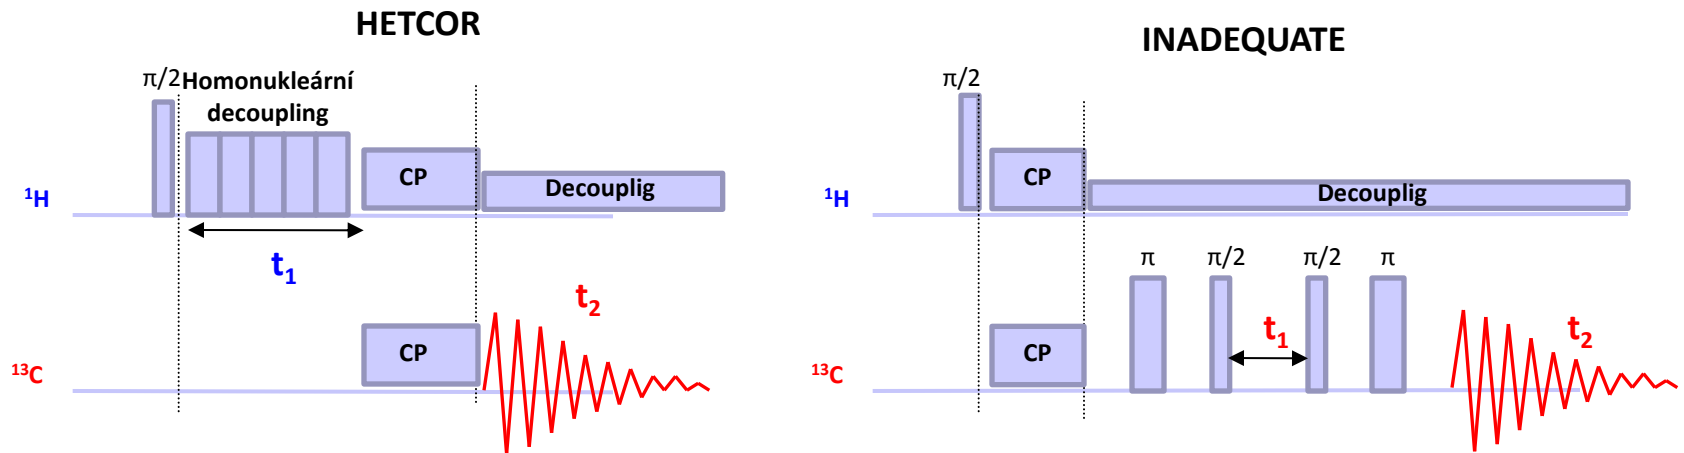 HETCOR
π/2
Homonukleární
decoupling
CP
Decouplig
¹H
t₁
t₂
CP
¹³C
INADEQUATE
π/2
CP
Decouplig
¹H
π
π/2
π/2
π
t₁
t₂
CP
¹³C